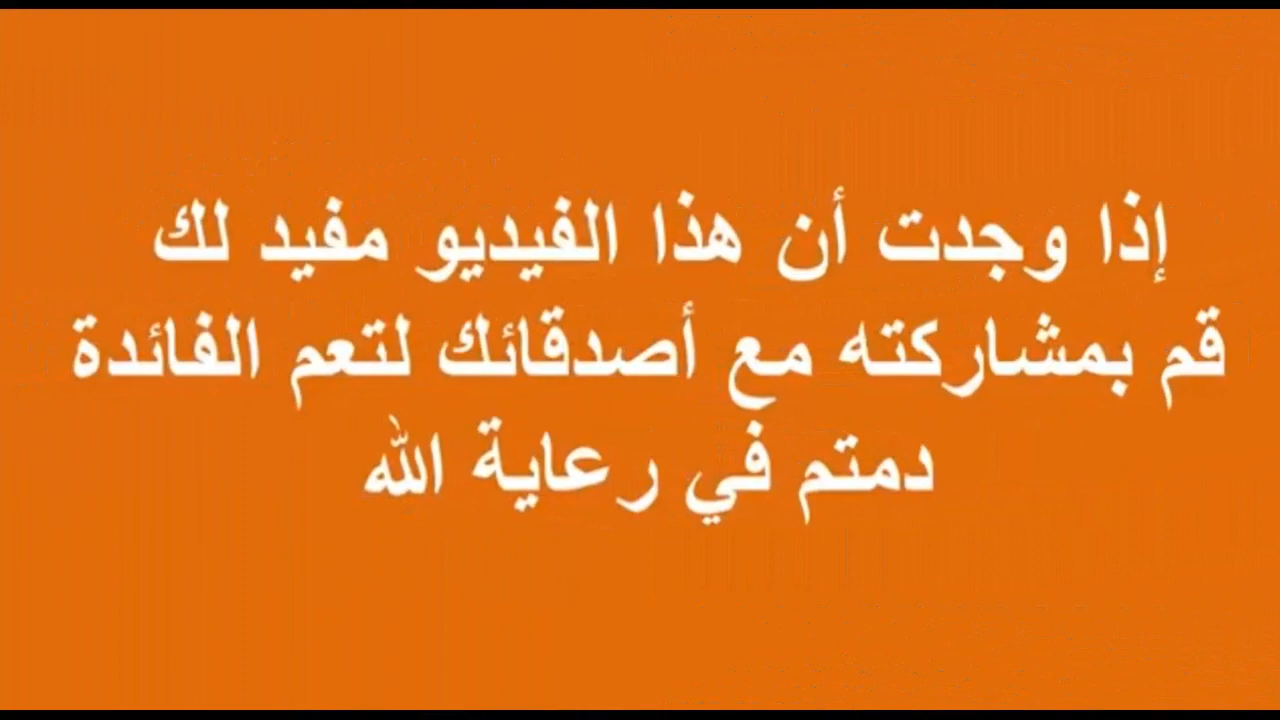 إذا وجدت أن هذا الفيديو مفيد لك
قم بمشاركته مع أصدقائك لتعم الفائدة
دمتم في رعاية الله